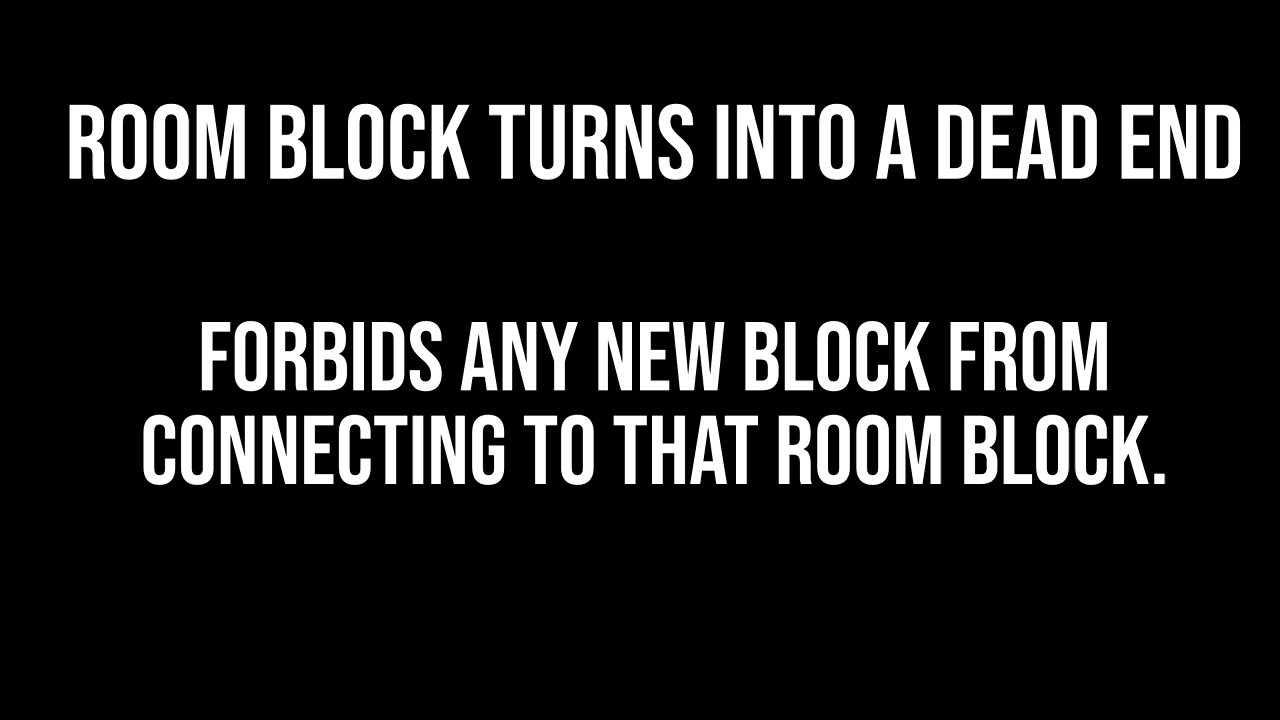 ROOM BLOCK TURNS INTO A DEAD END
FORBIDS ANY NEW BLOCK FROM
CONNECTING TO THAT ROOM BLOCK.